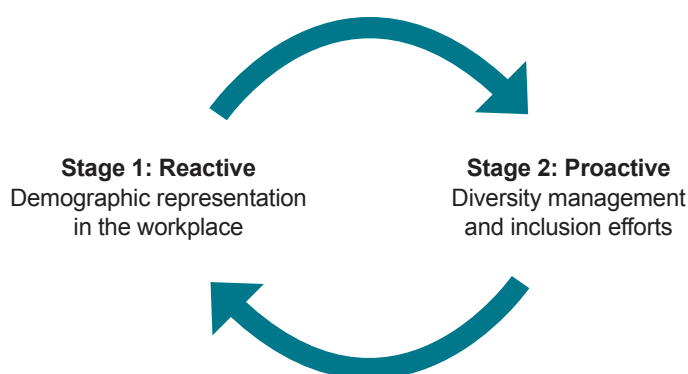 Stage 1: Reactive
Demographic representation
in the workplace
Stage 2: Proactive
Diversity management
and inclusion efforts